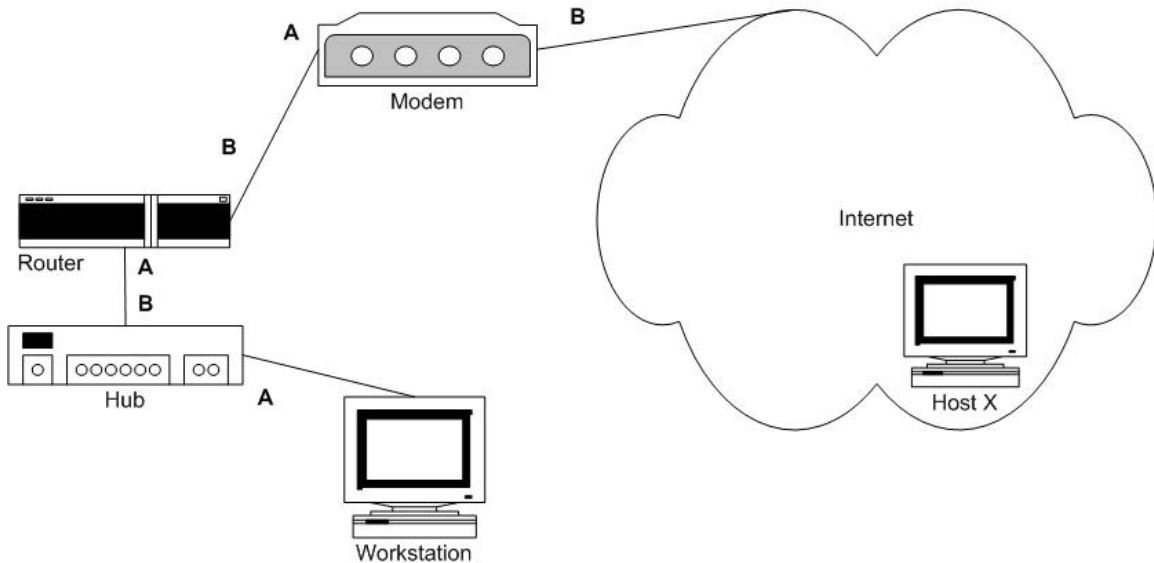 A
B
Modem
B
Internet
Router
A
B
Hub
A
Host X
Workstation